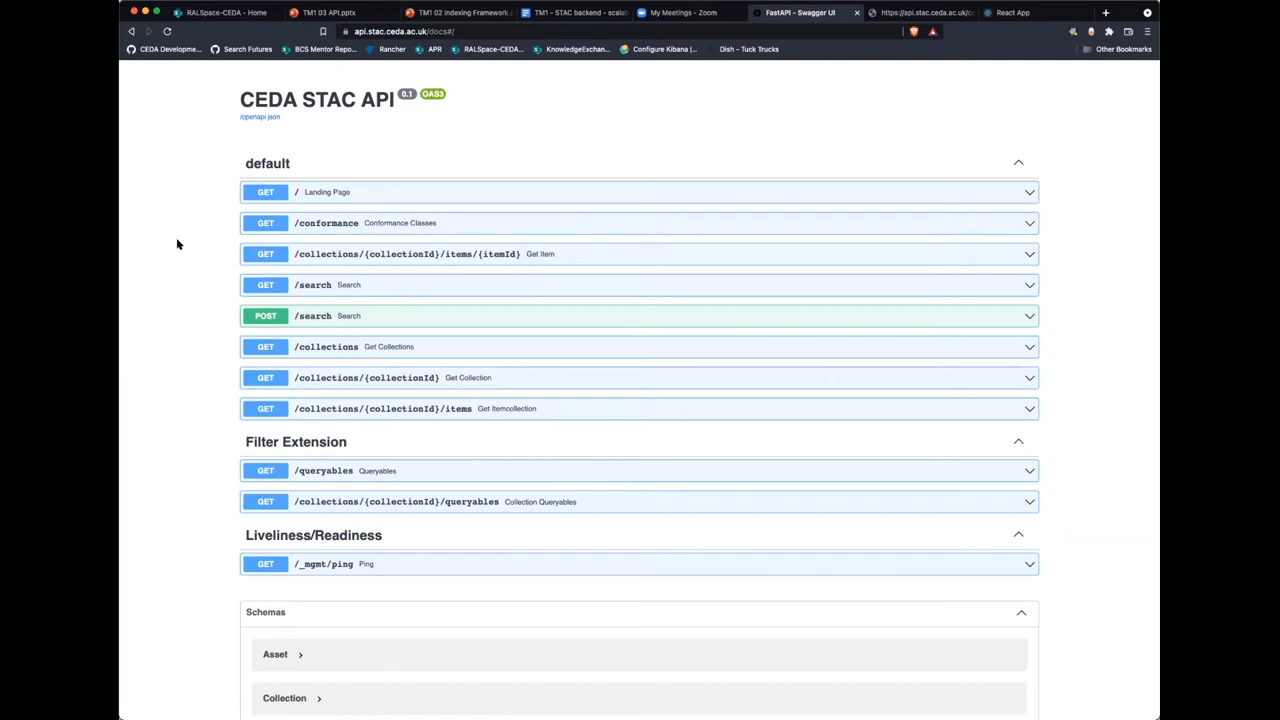 RALSpace-CEDA - Home
TM1 03 API.pptx
TM1 02 Indexing Framework.
TM1 - STAC backend - scalab
My Meetings - Zoom
FastAPI - Swagger UI
https://api.stac.ceda.ac.uk/co
React App
api.stac.ceda.ac.uk/docs#/
CEDA Developme...
Search Futures
BCS Mentor Repo...
Rancher
APR
RALSpace-CEDA...
KnowledgeExchan...
Configure Kibana |...
Dish - Tuck Trucks
Other Bookmarks
CEDA STAC API 0.1 OAS3
/openapi.json
default
GET / Landing Page
GET /conformance Conformance Classes
GET /collections/{collectionId}/items/{itemId} Get Item
GET /search Search
POST /search Search
GET /collections Get Collections
GET /collections/{collectionId} Get Collection
GET /collections/{collectionId}/items Get Itemcollection
Filter Extension
GET /queryables Queryables
GET /collections/{collectionId}/queryables Collection Queryables
Liveliness/Readiness
GET /_mgmt/ping Ping
Schemas
Asset
Collection